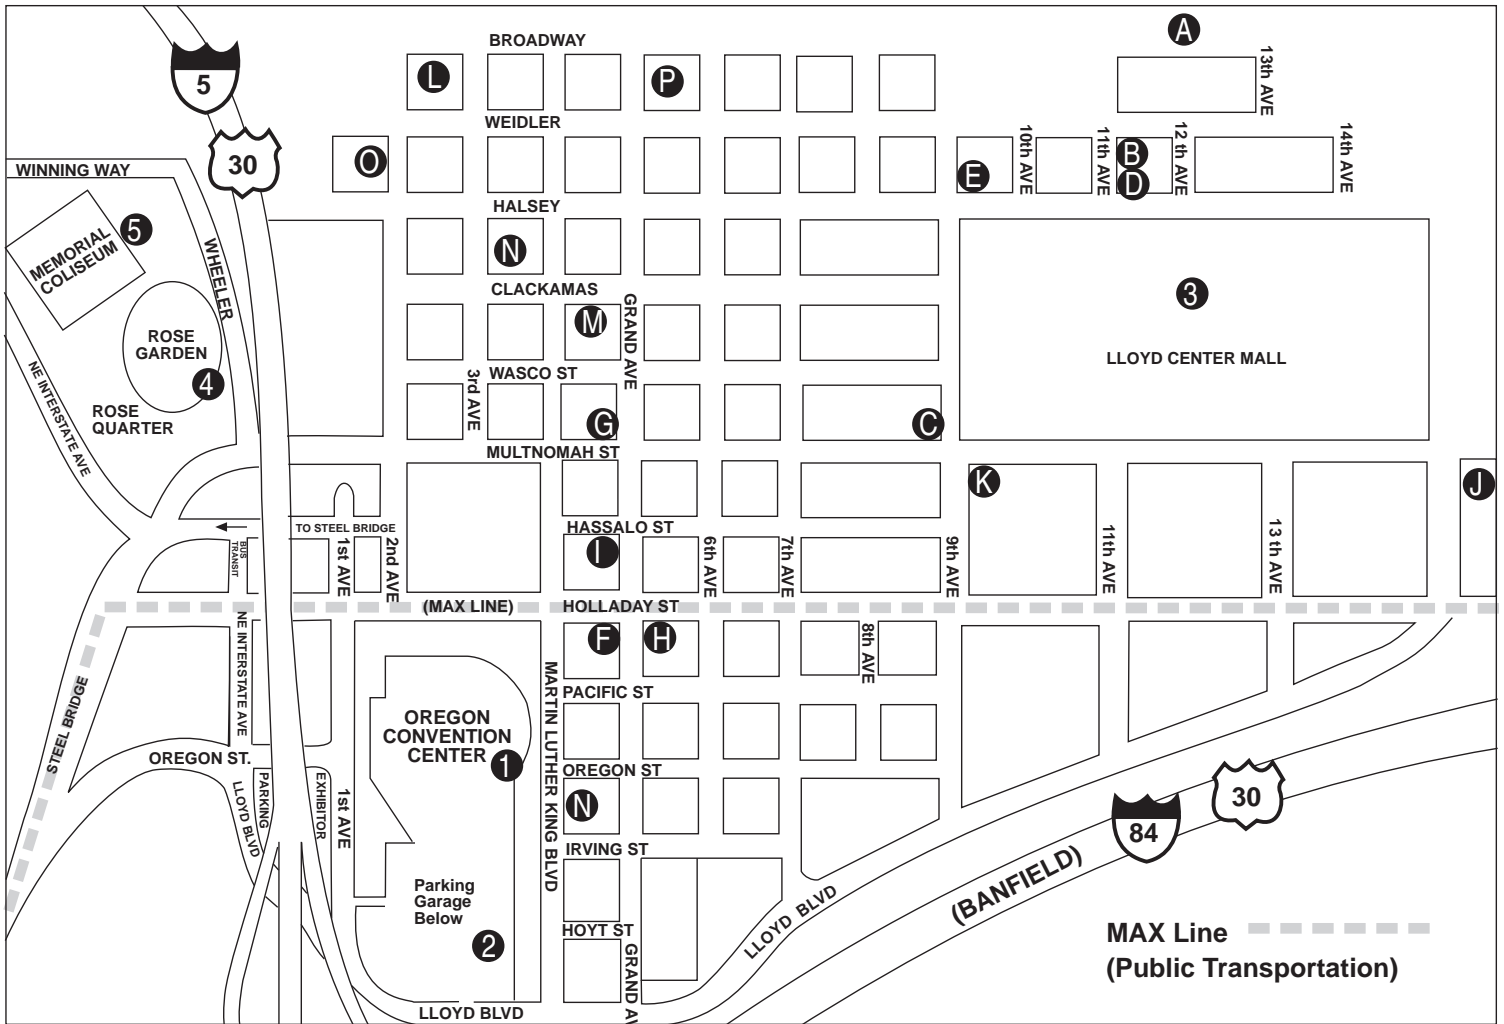 BROADWAY
A
5
L
P
13th AVE
WEIDLER
30
WINNING WAY
O
E
10th AVE
11th AVE
B
D
12 th AVE
14th AVE
HALSEY
MEMORIAL
COLISEUM
5
WHEELER
N
CLACKAMAS
3
M
GRAND AVE
ROSE
GARDEN
4
LLOYD CENTER MALL
NE INTERSTATE AVE
ROSE
QUARTER
3rd AVE
WASCO ST
G
C
MULTNOMAH ST
K
J
TO STEEL BRIDGE
HASSALO ST
BUS
TRANSIT
1st AVE
2nd AVE
I
6th AVE
7th AVE
9th AVE
11th AVE
13 th AVE
(MAX LINE)
HOLLADAY ST
NE INTERSTATE AVE
F
H
8th AVE
STEEL BRIDGE
MARTIN LUTHER KING BLVD
PACIFIC ST
OREGON
CONVENTION
CENTER
1
OREGON ST.
OREGON ST
LLOYD BLVD
PARKING
EXHIBITOR
1st AVE
N
30
84
IRVING ST
(BANFIELD)
Parking
Garage
Below
2
HOYT ST
GRAND AV
LLOYD BLVD
LLOYD BLVD
MAX Line
(Public Transportation)